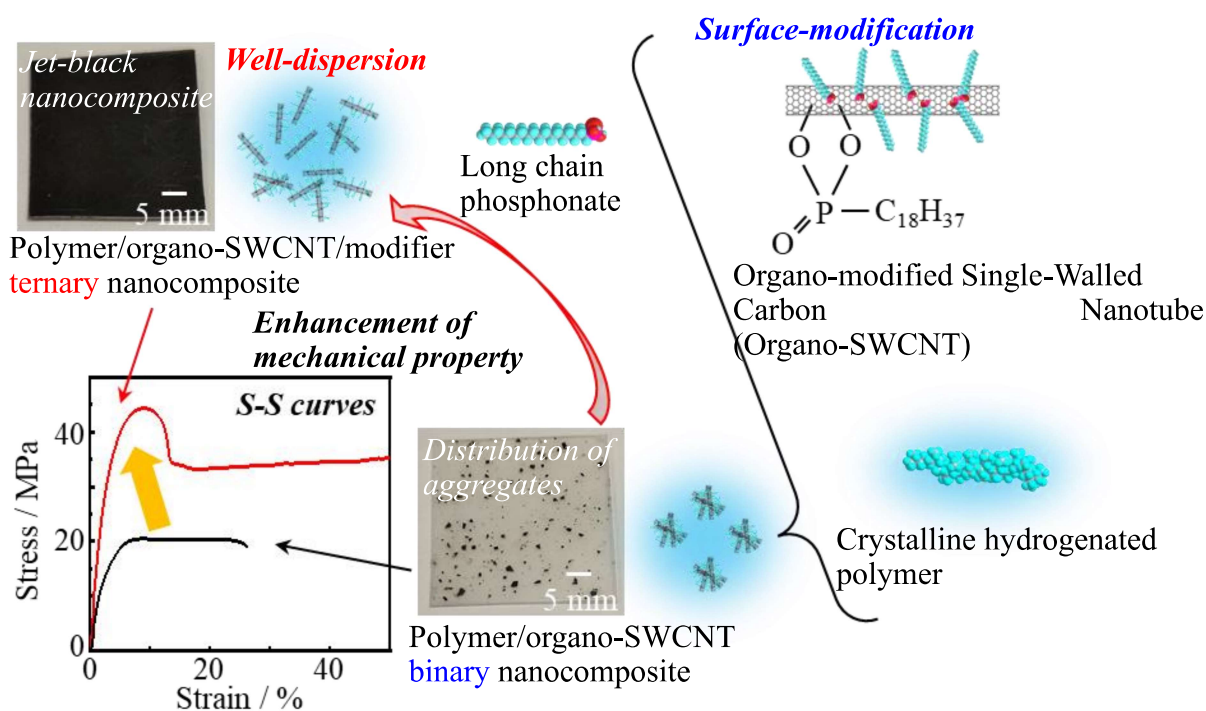 Jet-black
nanocomposite
5 mm
Well-dispersion
Polymer/organo-SWCNT/modifier
ternary nanocomposite
Long chain
phosphonate
Surface-modification
O
O
P
C18H37
O
Organo-modified Single-Walled
Carbon Nanotube
(Organo-SWCNT)
Enhancement of
mechanical property
S-S curves
Stress / MPa
40
20
0
0
20
40
Strain / %
Distribution of
aggregates
5 mm
Polymer/organo-SWCNT
binary nanocomposite
Crystalline hydrogenated
polymer